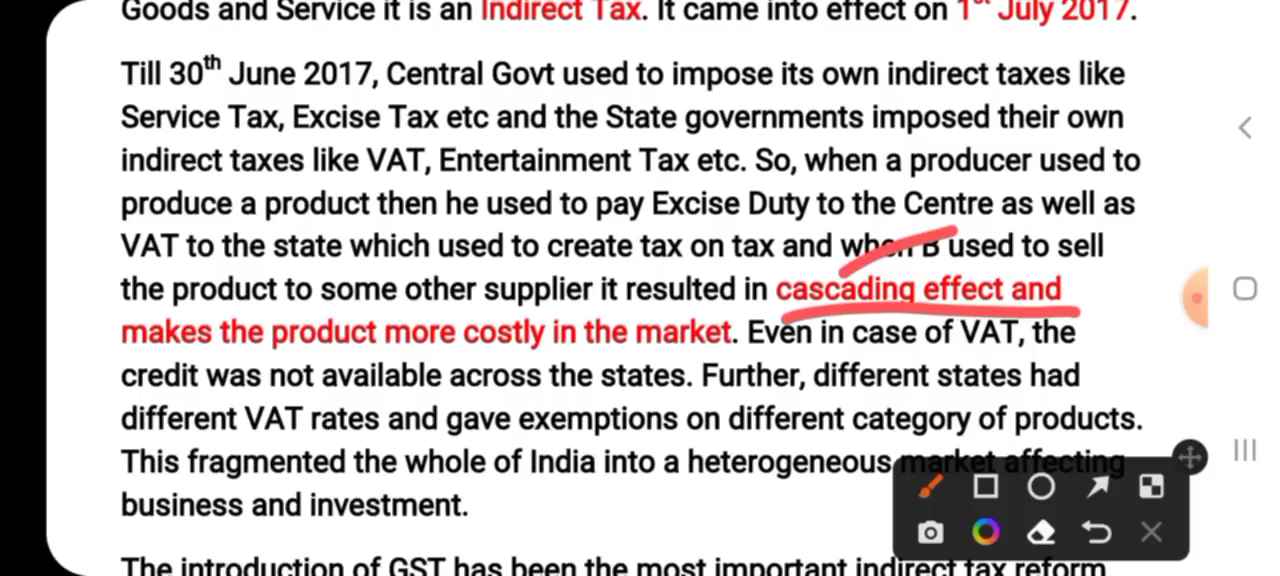 Goods and Service it is an Indirect Tax. It came into effect on 1st July 2017.
Till 30th June 2017, Central Govt used to impose its own indirect taxes like
Service Tax, Excise Tax etc and the State governments imposed their own
indirect taxes like VAT, Entertainment Tax etc. So, when a producer used to
produce a product then he used to pay Excise Duty to the Centre as well as
VAT to the state which used to create tax on tax and when B used to sell
the product to some other supplier it resulted in cascading effect and
makes the product more costly in the market. Even in case of VAT, the
credit was not available across the states. Further, different states had
different VAT rates and gave exemptions on different category of products.
This fragmented the whole of India into a heterogeneous market affecting
business and investment.
The introduction of GST has been the most important indirect tax reform